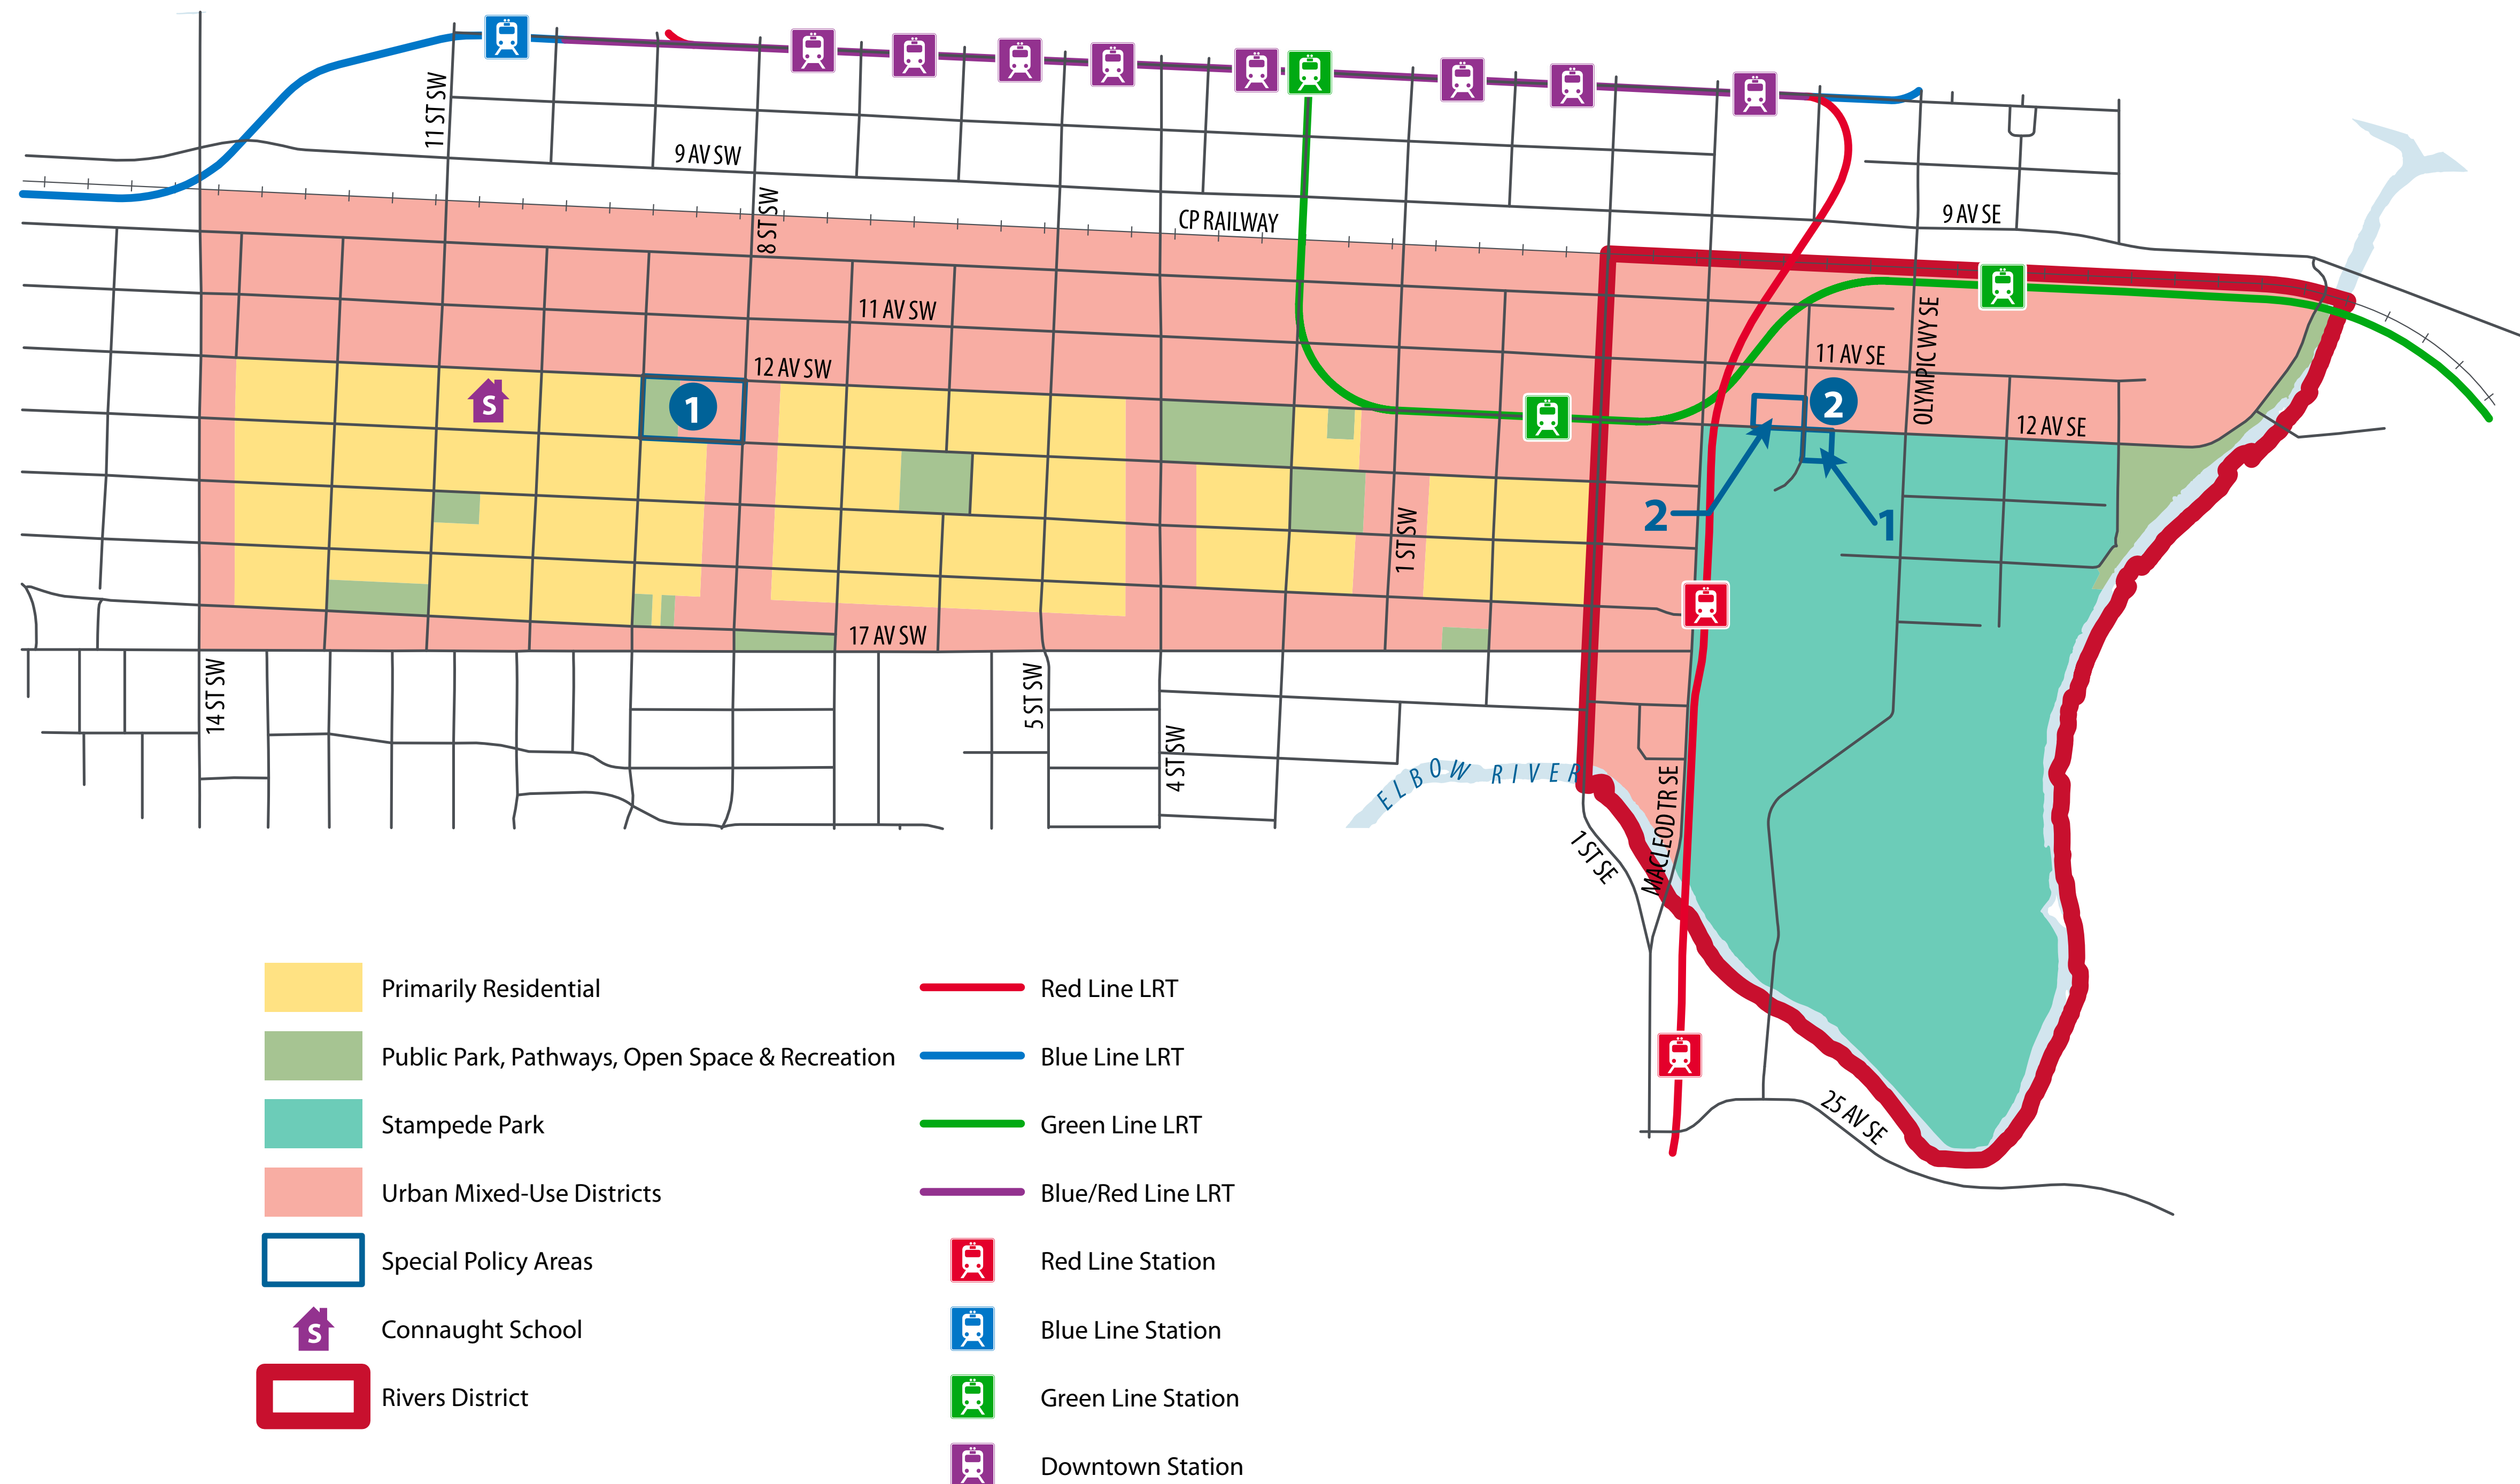 11 ST SW
9 AV SW
8 ST SW
CP RAILWAY
9 AV SE
11 AV SW
12 AV SW
S
1
11 AV SE
OLYMPIC WY SE
2
12 AV SE
2
1
1 ST SW
17 AV SW
14 ST SW
5 ST SW
4 ST SW
ELBOW RIVER
MACLEOD TR SE
1 ST SE
25 AV SE
Primarily Residential
Public Park, Pathways, Open Space & Recreation
Stampede Park
Urban Mixed-Use Districts
Special Policy Areas
S
Connaught School
Rivers District
Red Line LRT
Blue Line LRT
Green Line LRT
Blue/Red Line LRT
Red Line Station
Blue Line Station
Green Line Station
Downtown Station